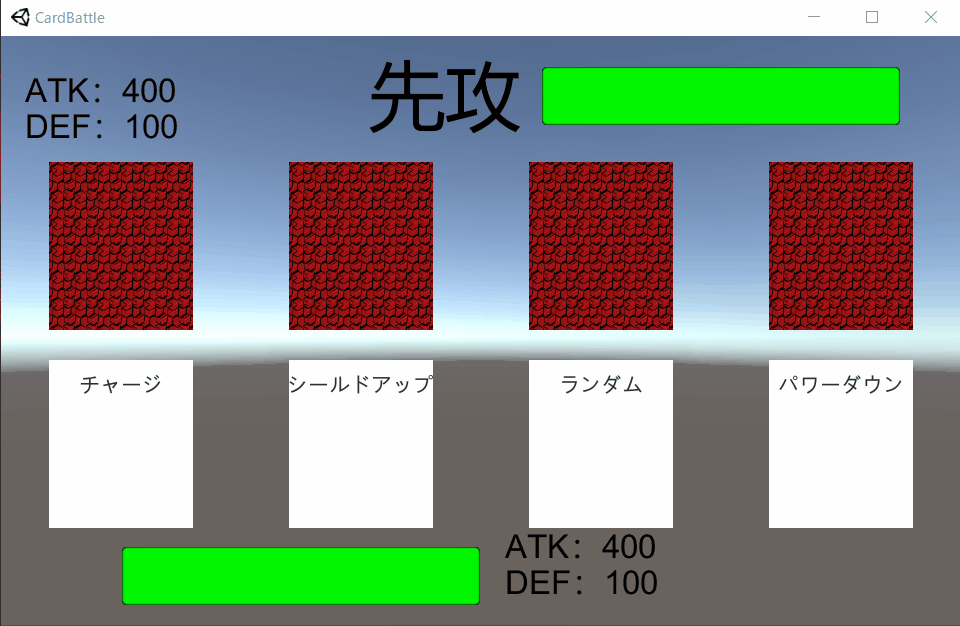 CardBattle
ATK: 400
DEF: 100
先攻
チャージ
シールドアップ
ランダム
パワーダウン
ATK: 400
DEF: 100